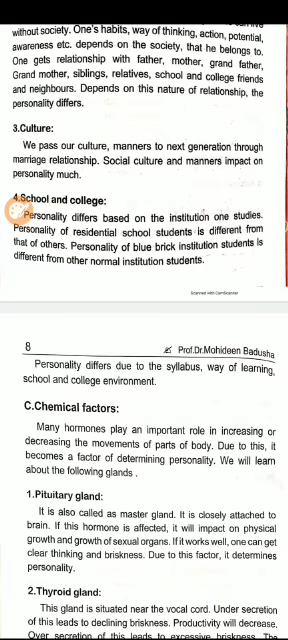 without society. One's habits, way of thinking, action, potential,
awareness etc. depends on the society, that he belongs to.
One gets relationship with father, mother, grand father,
Grand mother, siblings, relatives, school and college friends
and neighbours. Depends on this nature of relationship, the
personality differs.
3.Culture:
We pass our culture, manners to next generation through
marriage relationship. Social culture and manners impact on
personality much.
4.School and college:
Personality differs based on the institution one studies.
Personality of residential school students is different from
that of others. Personality of blue brick institution students is
different from other normal institution students.
Scanned with CamScanner
8
Prof.Dr.Mohideen Badusha
Personality differs due to the syllabus, way of learning,
school and college environment.
C.Chemical factors:
Many hormones play an important role in increasing or
decreasing the movements of parts of body. Due to this, it
becomes a factor of determining personality. We will learn
about the following glands .
1.Pituitary gland:
It is also called as master gland. It is closely attached to
brain. If this hormone is affected, it will impact on physical
growth and growth of sexual organs. If it works well, one can get
clear thinking and briskness. Due to this factor, it determines
personality.
2.Thyroid gland:
This gland is situated near the vocal cord. Under secretion
of this leads to declining briskness. Productivity will decrease.
Over secretion of this leads to excessive briskness. The